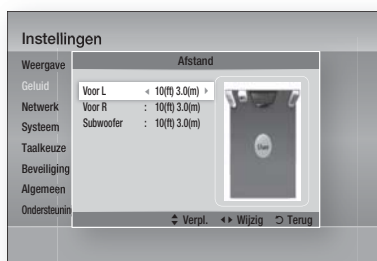 Instellingen
Weergave
Geluid
Netwerk
Systeem
Taalkeuze
Beveiliging
Algemeen
Ondersteunin
Afstand
Voor L ◂ 10(ft) 3.0(m) ▸
Voor R : 10(ft) 3.0(m)
Subwoofer : 10(ft) 3.0(m)
User
Verpl. Wijzig Terug